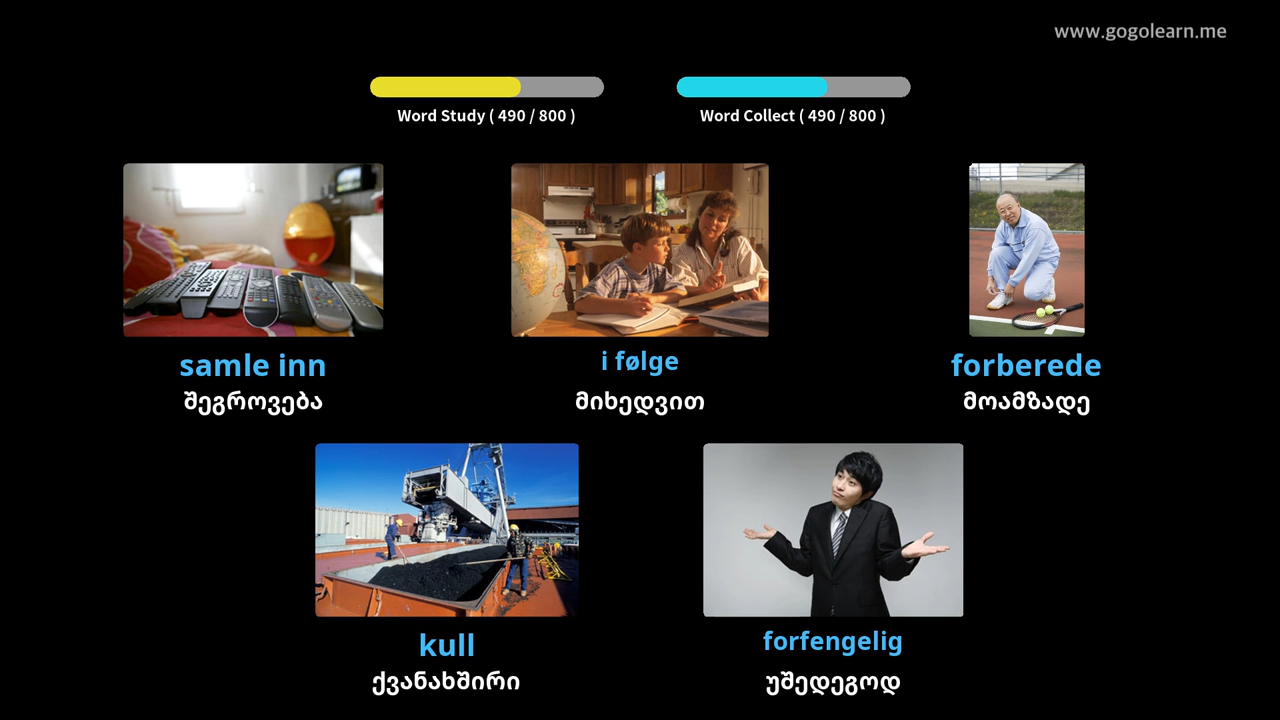 www.gogolearn.me
Word Study ( 490 / 800 )
Word Collect ( 490 / 800 )
samle inn
შეგროვება
i følge
მიხედვით
forberede
მოამზადე
kull
ქვანახშირი
forfengelig
უშედეგოდ